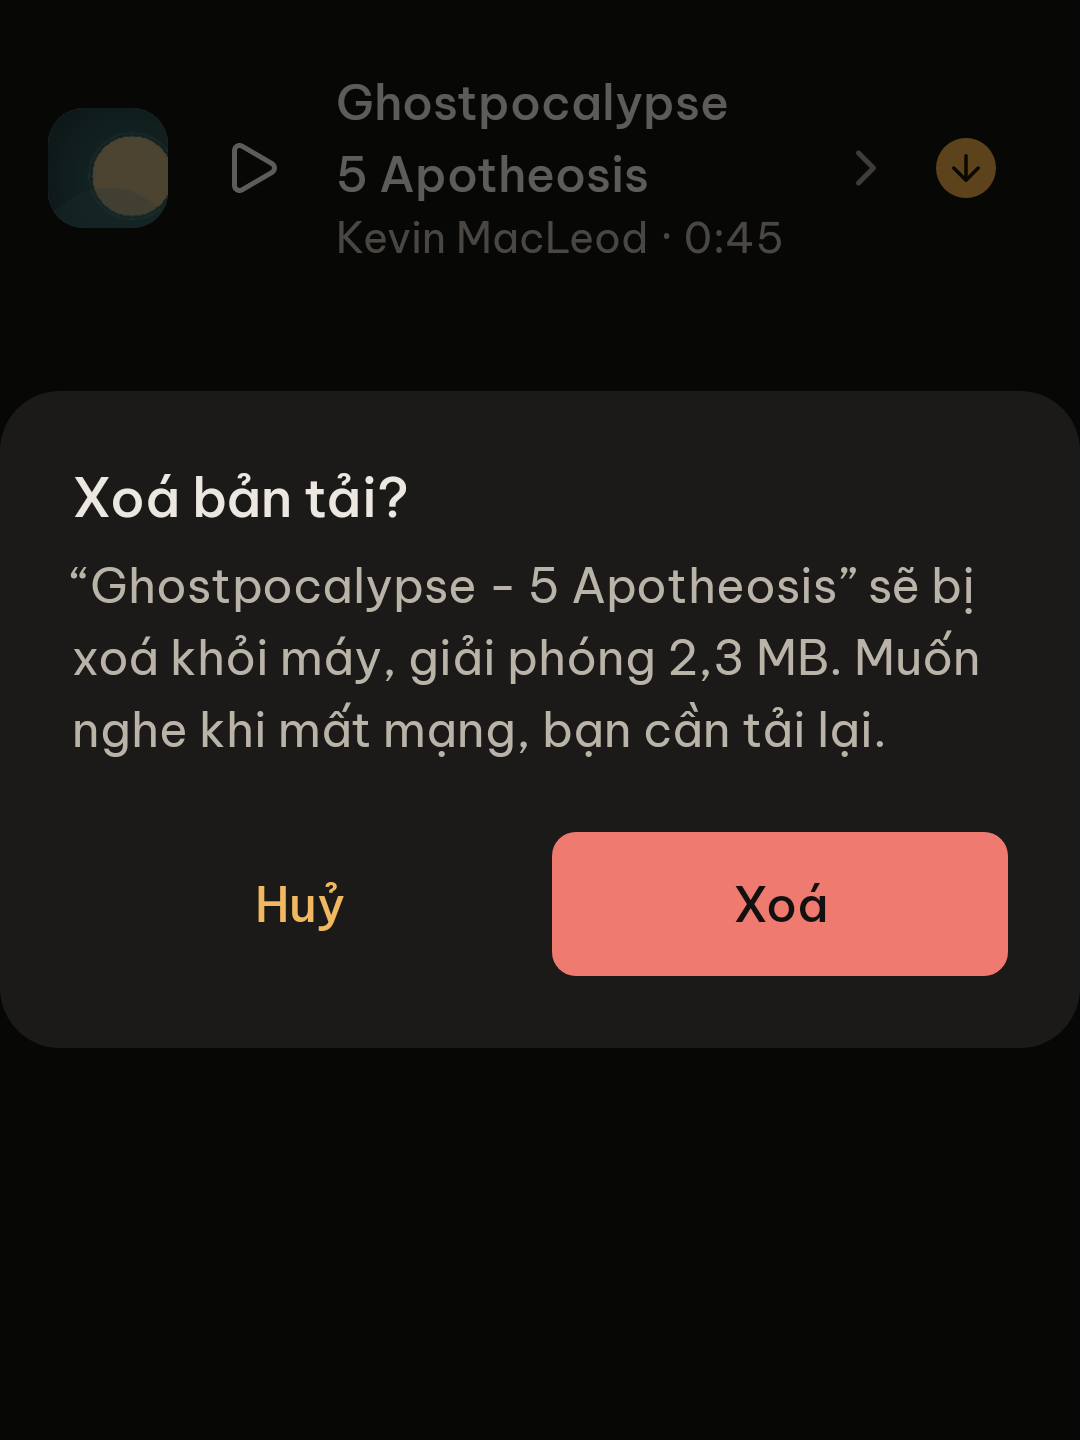 Ghostpocalypse
5 Apotheosis
Kevin MacLeod · 0:45
Xoá bản tải?
“Ghostpocalypse – 5 Apotheosis” sẽ bị
xoá khỏi máy, giải phóng 2,3 MB. Muốn
nghe khi mất mạng, bạn cần tải lại.
Huỷ
Xoá